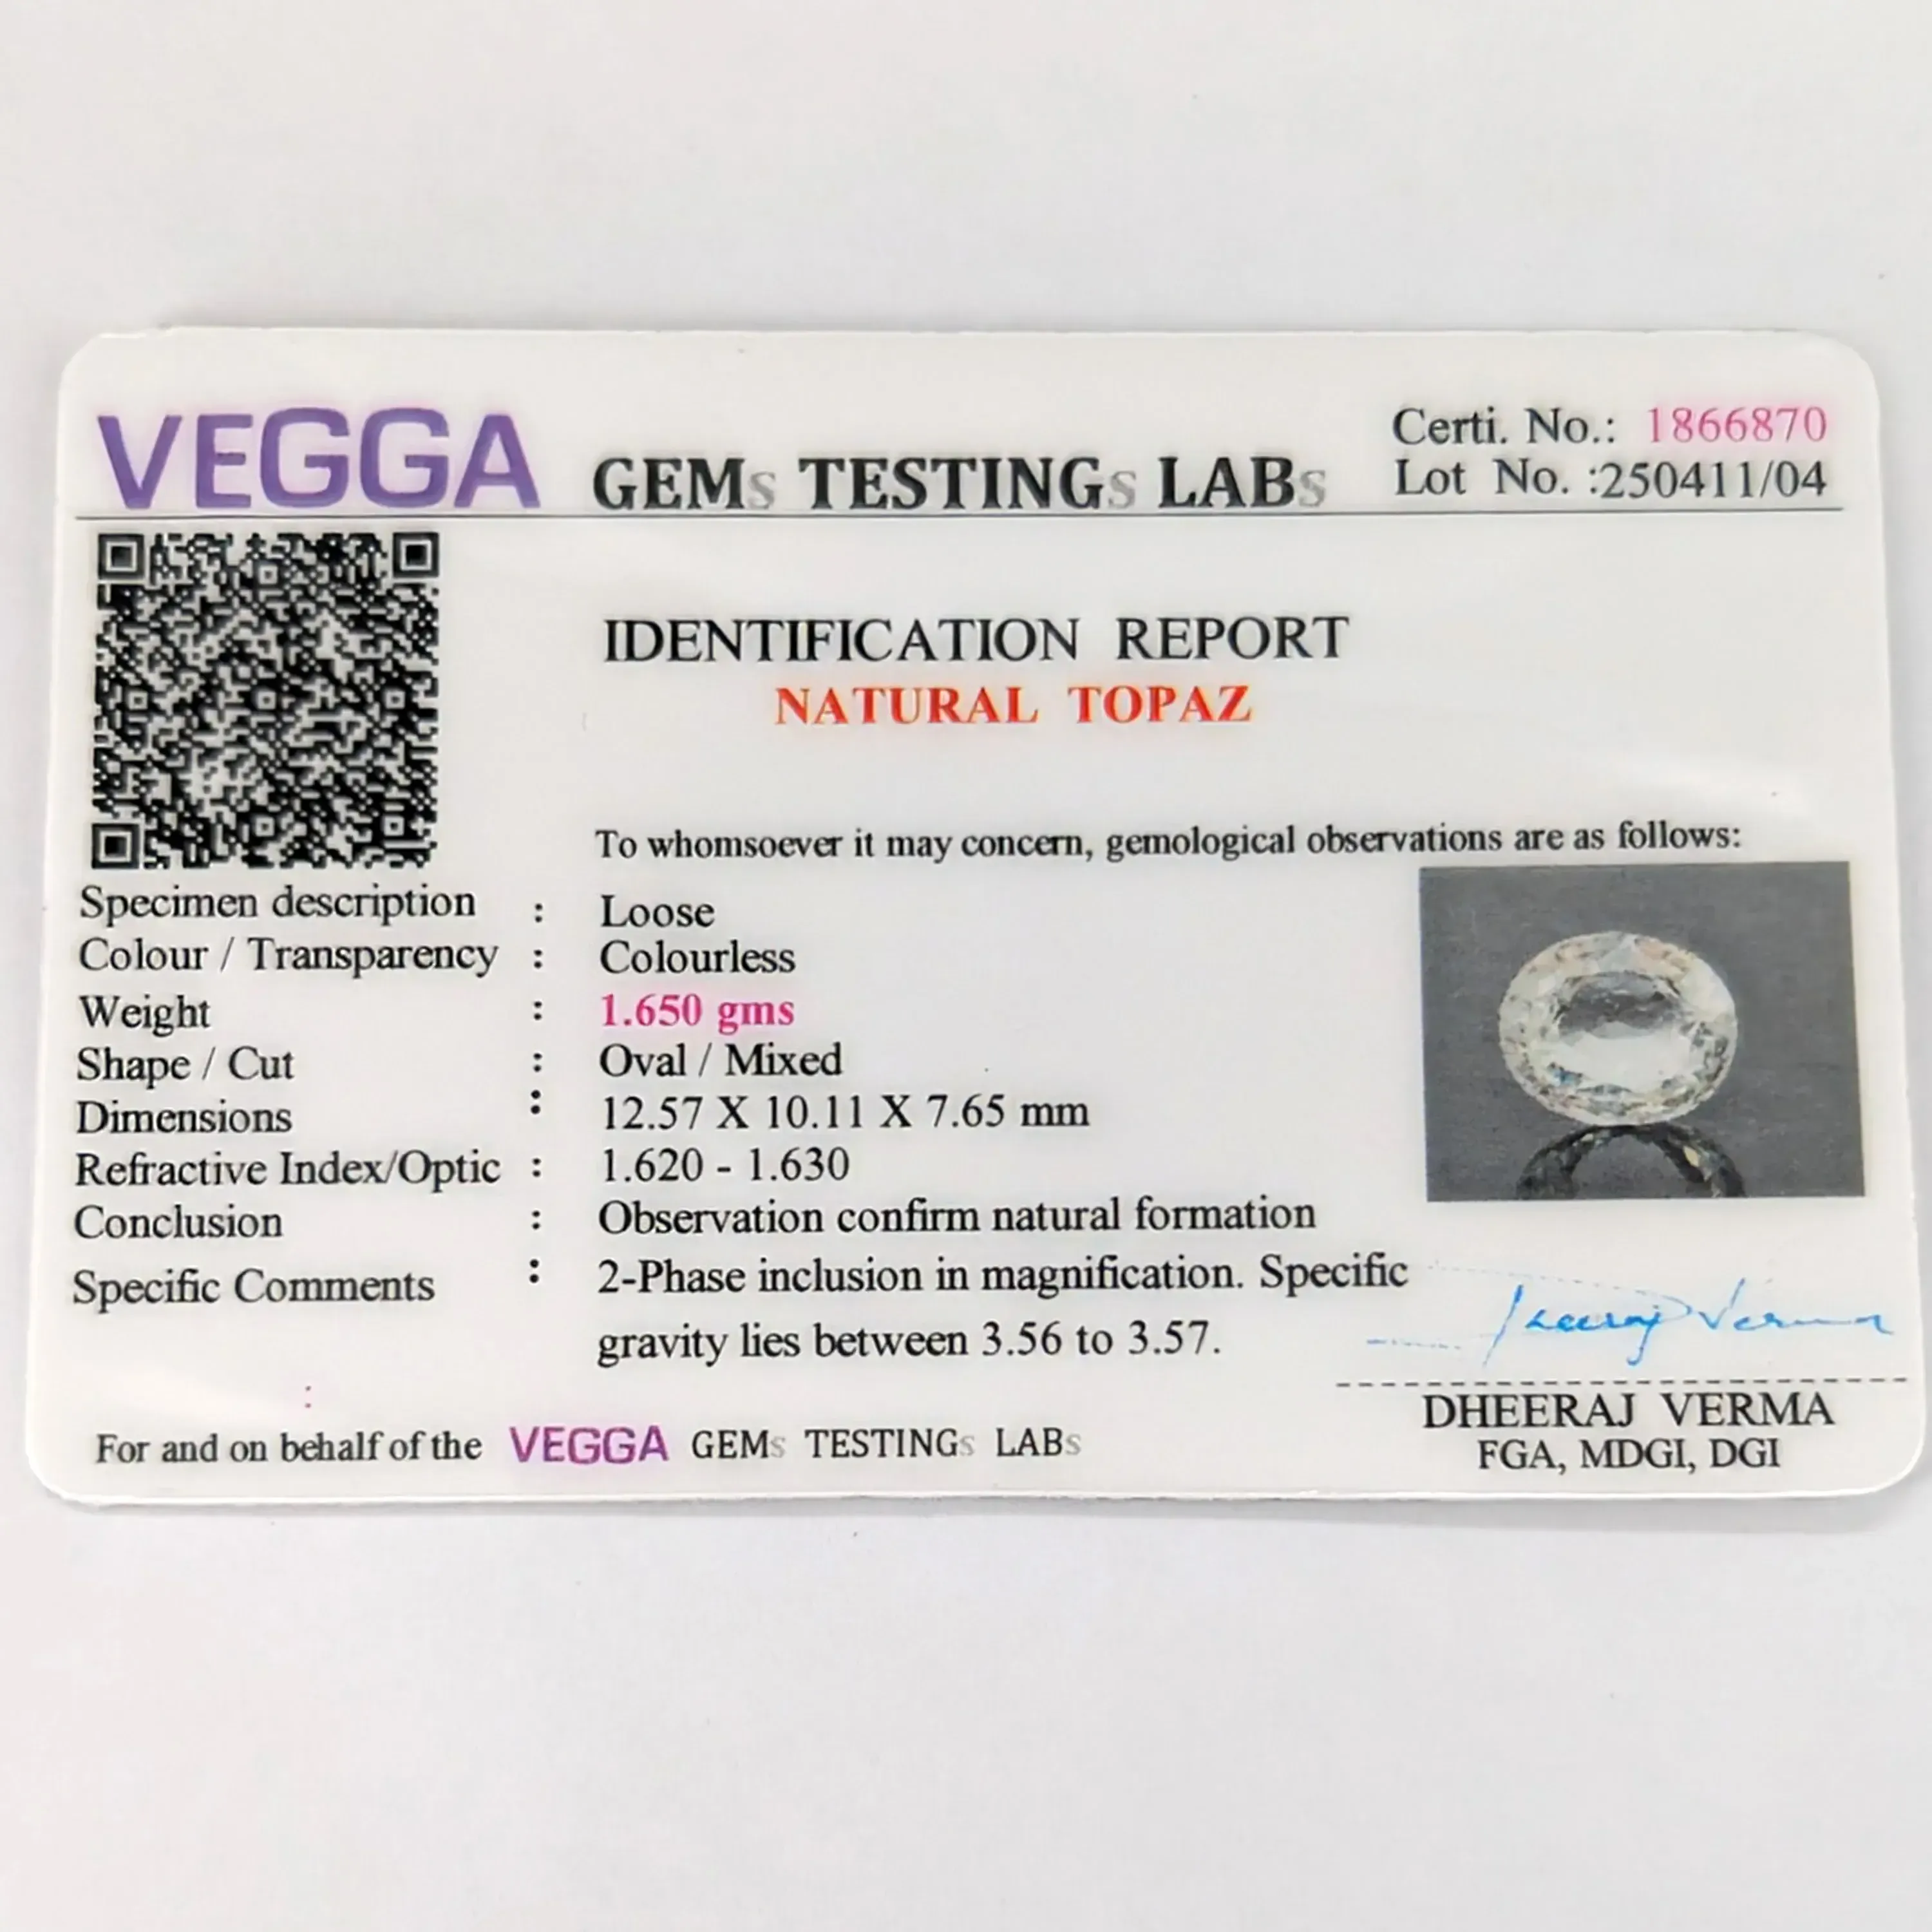 VEGGA GEMs TESTINGs LABs
Certi. No.: 1866870
Lot No. :250411/04
IDENTIFICATION REPORT
NATURAL TOPAZ
To whomsoever it may concern, gemological observations are as follows:
Specimen description : Loose
Colour / Transparency : Colourless
Weight : 1.650 gms
Shape / Cut : Oval / Mixed
Dimensions : 12.57 X 10.11 X 7.65 mm
Refractive Index/Optic : 1.620 - 1.630
Conclusion : Observation confirm natural formation
Specific Comments : 2-Phase inclusion in magnification. Specific
gravity lies between 3.56 to 3.57.
:
Dheeraj Verma
DHEERAJ VERMA
FGA, MDGI, DGI
For and on behalf of the VEGGA GEMs TESTINGs LABs